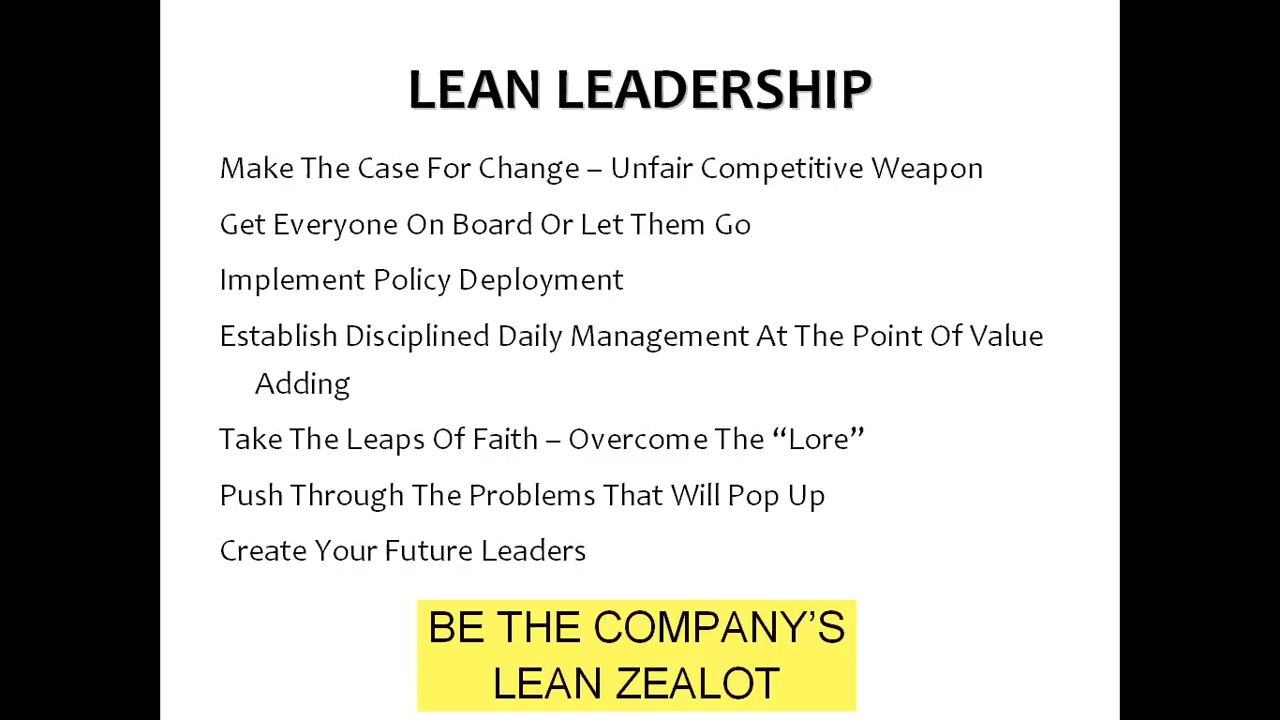 LEAN LEADERSHIP
Make The Case For Change – Unfair Competitive Weapon
Get Everyone On Board Or Let Them Go
Implement Policy Deployment
Establish Disciplined Daily Management At The Point Of Value
Adding
Take The Leaps Of Faith – Overcome The “Lore”
Push Through The Problems That Will Pop Up
Create Your Future Leaders
BE THE COMPANY’S
LEAN ZEALOT